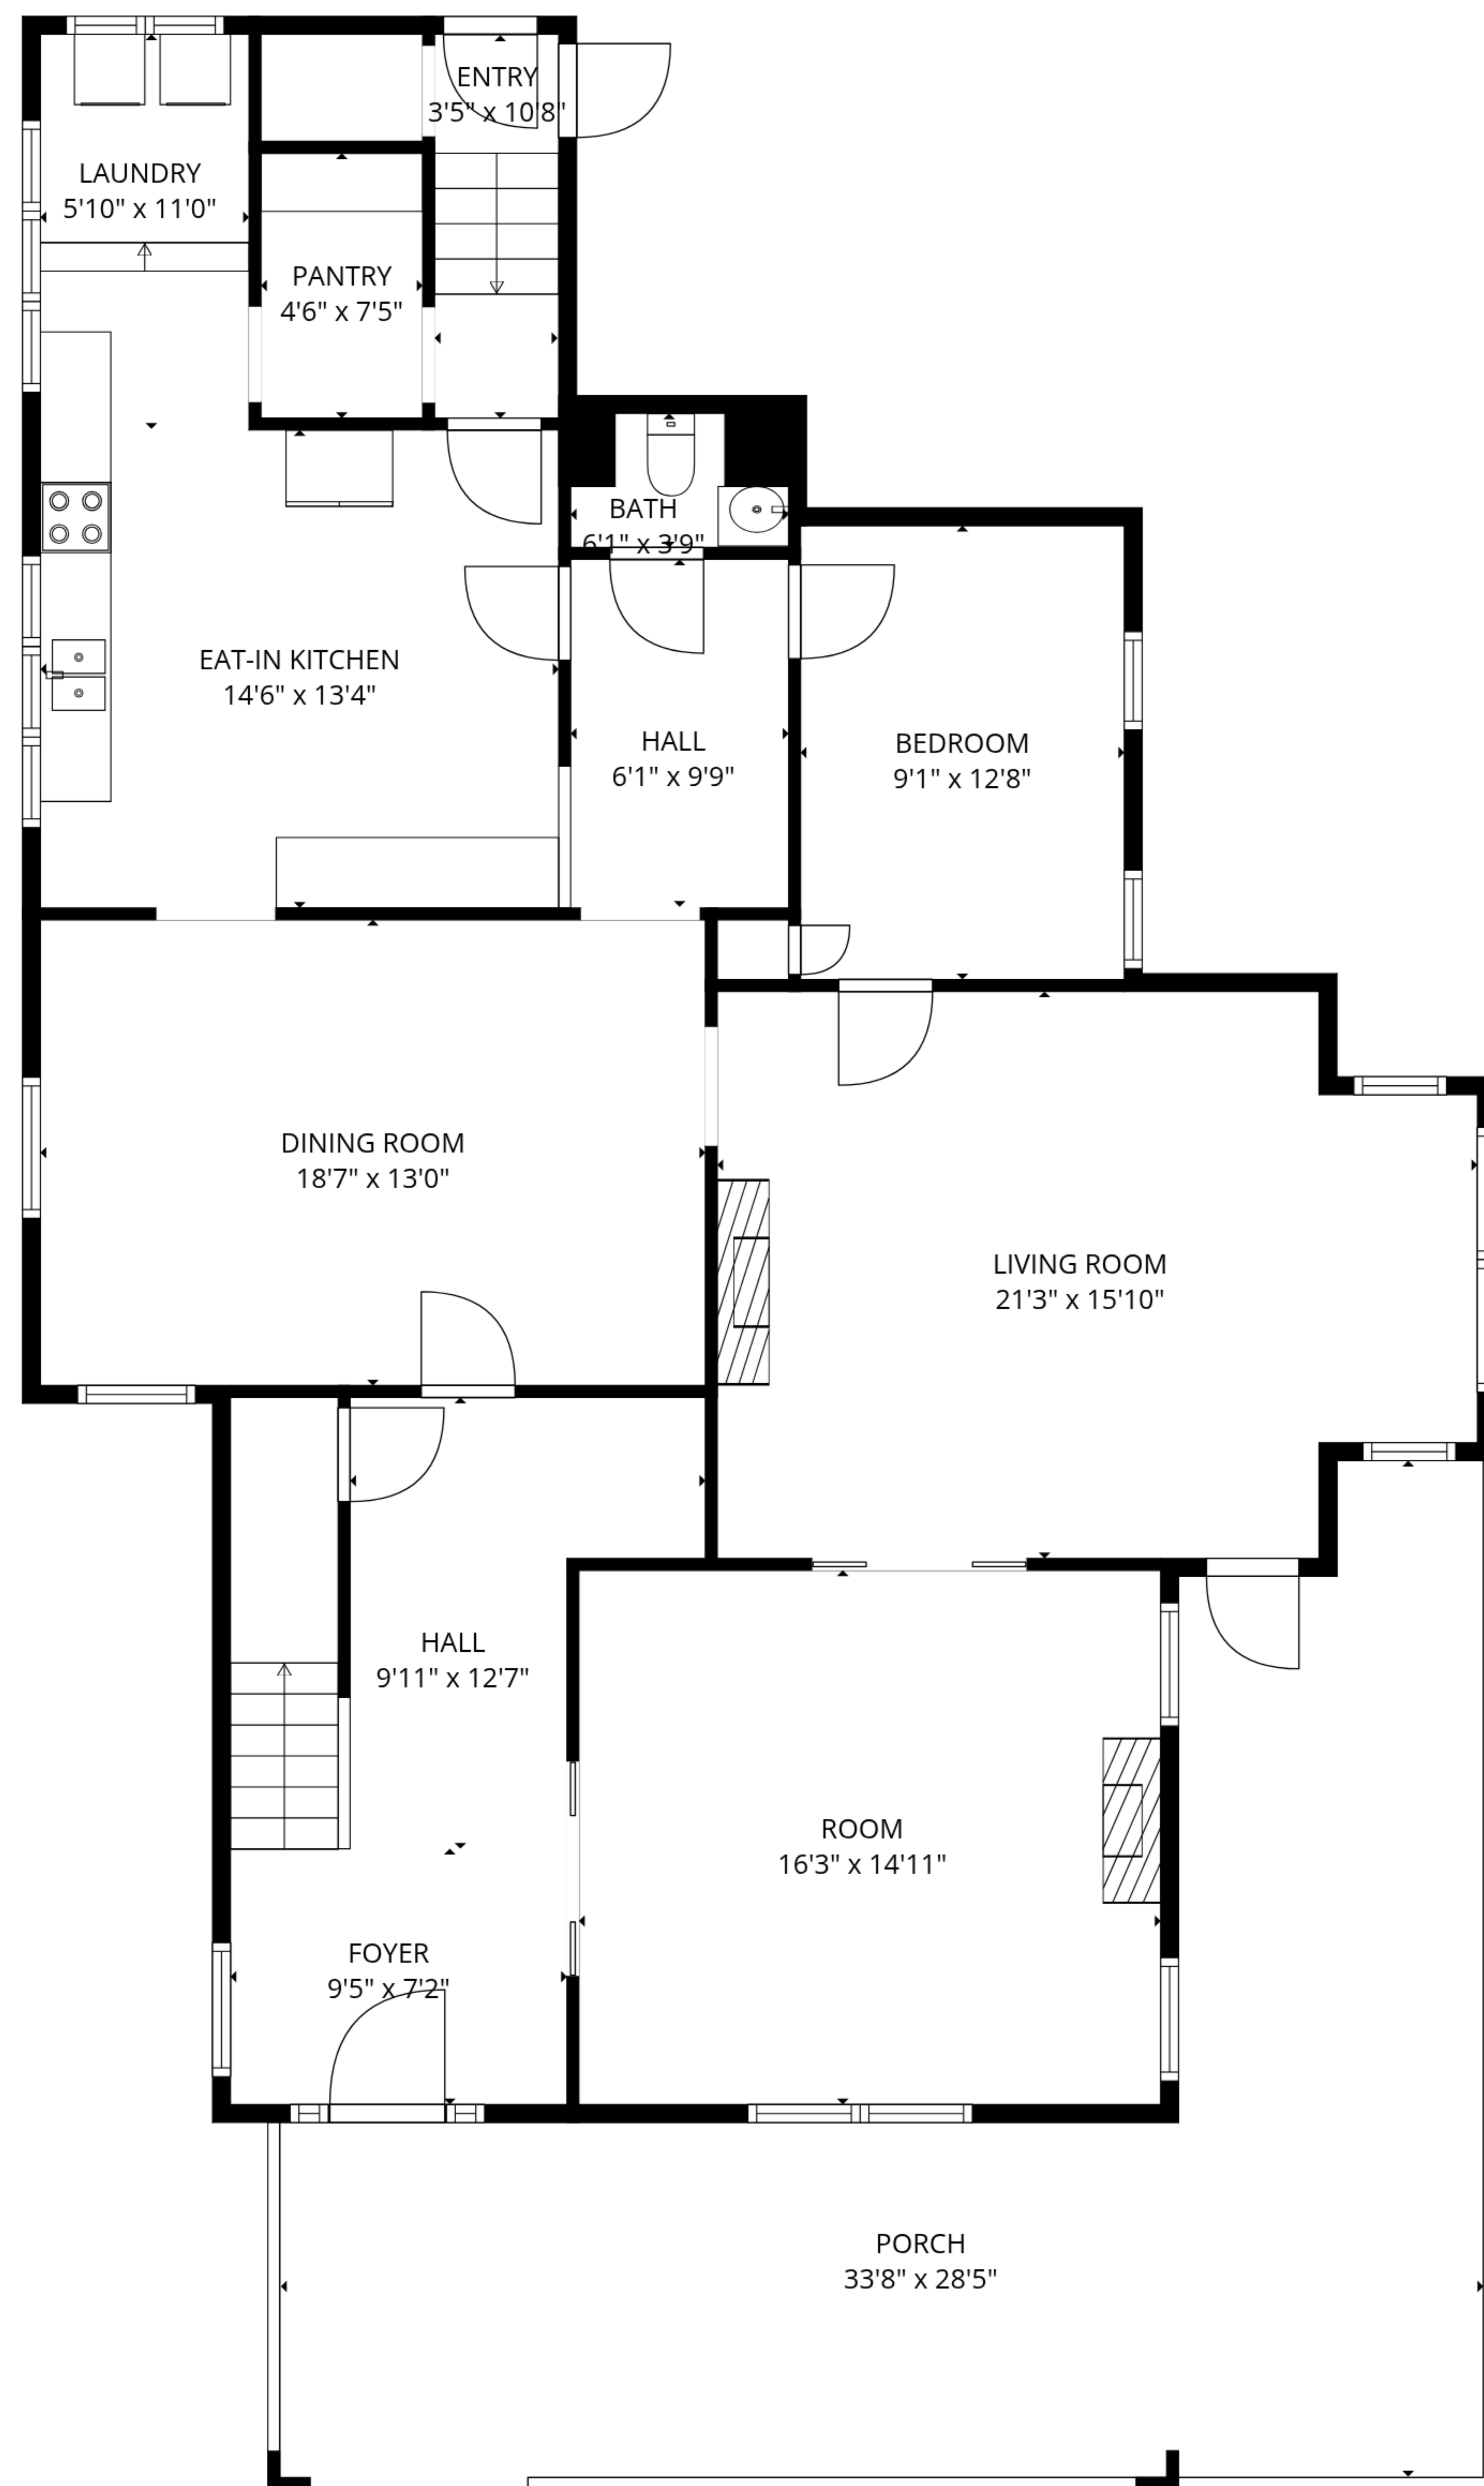 ENTRY
3'5" x 10'8"
LAUNDRY
5'10" x 11'0"
PANTRY
4'6" x 7'5"
BATH
6'1" x 3'9"
EAT-IN KITCHEN
14'6" x 13'4"
HALL
6'1" x 9'9"
BEDROOM
9'1" x 12'8"
DINING ROOM
18'7" x 13'0"
LIVING ROOM
21'3" x 15'10"
HALL
9'11" x 12'7"
ROOM
16'3" x 14'11"
FOYER
9'5" x 7'2"
PORCH
33'8" x 28'5"